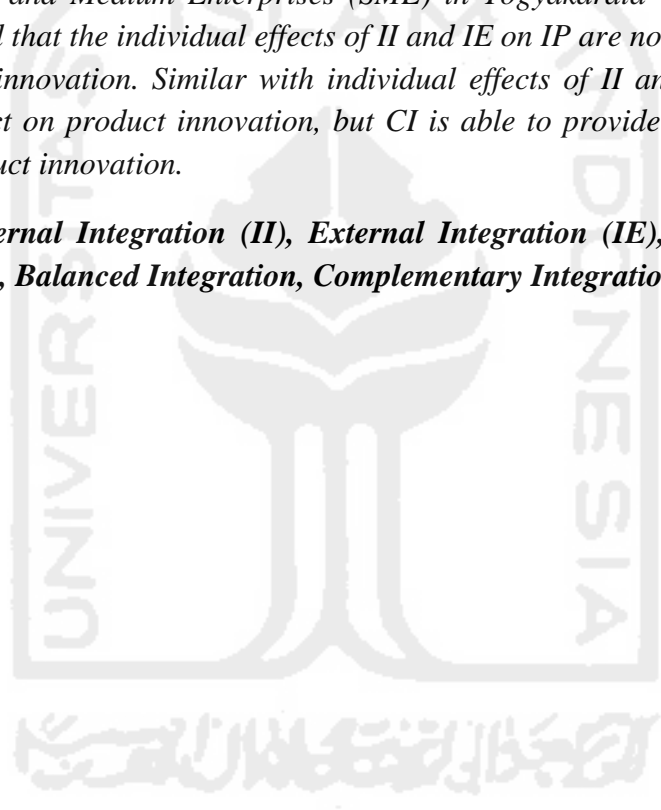 and Medium Enterprises (SME) in Yogyakarata
d that the individual effects of II and IE on IP are no
innovation. Similar with individual effects of II an
ct on product innovation, but CI is able to provide
uct innovation.
ernal Integration (II), External Integration (IE),
, Balanced Integration, Complementary Integratio
ISLAM
UNIVERSITAS
INDONESIA